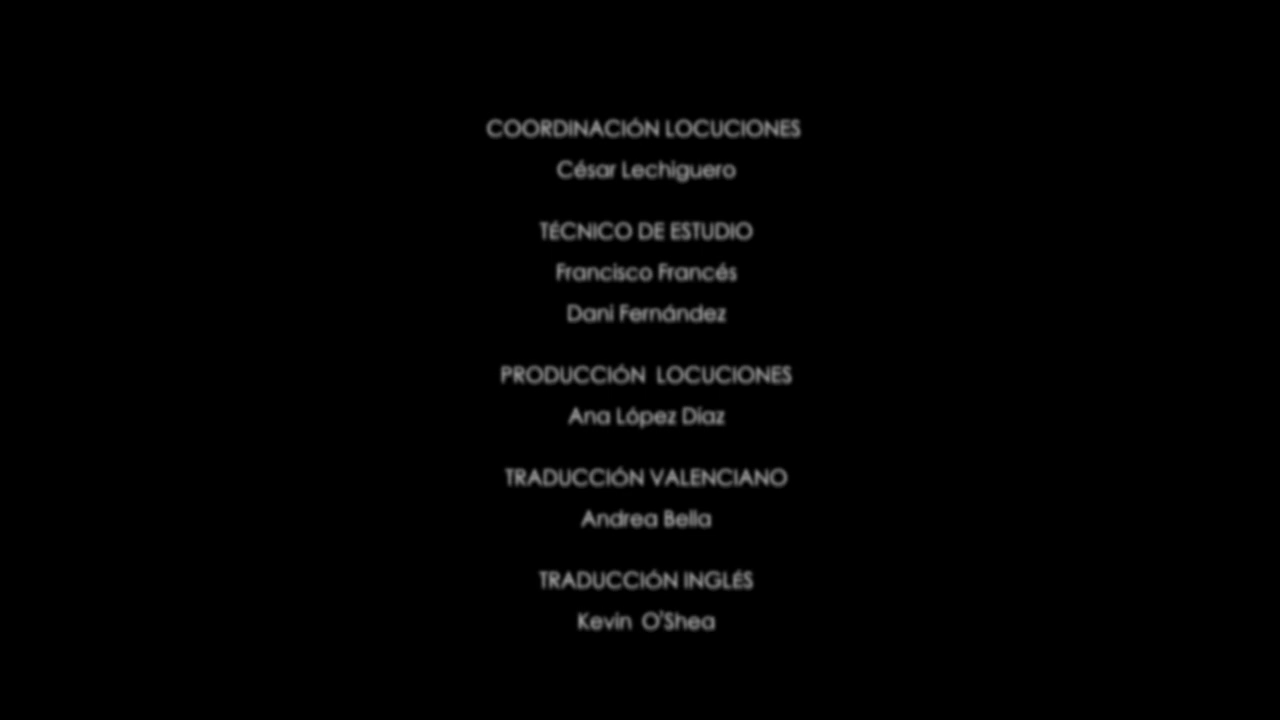 COORDINACIÓN LOCUCIONES
César Lechiguero
TÉCNICO DE ESTUDIO
Francisco Francés
Dani Fernández
PRODUCCIÓN LOCUCIONES
Ana López Díaz
TRADUCCIÓN VALENCIANO
Andrea Bella
TRADUCCIÓN INGLÉS
Kevin O'Shea